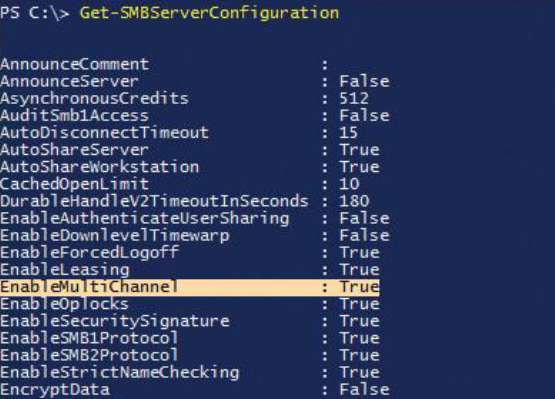 PS C:\> Get-SMBServerConfiguration
AnnounceComment :
AnnounceServer : False
AsynchronousCredits : 512
AuditSmb1Access : False
AutoDisconnectTimeout : 15
AutoShareServer : True
AutoShareWorkstation : True
CachedOpenLimit : 10
DurableHandleV2TimeoutInSeconds : 180
EnableAuthenticateUserSharing : False
EnableDownlevelTimewarp : False
EnableForcedLogoff : True
EnableLeasing : True
EnableMultiChannel : True
EnableOplocks : True
EnableSecuritySignature : True
EnableSMB1Protocol : True
EnableSMB2Protocol : True
EnableStrictNameChecking : True
EncryptData : False